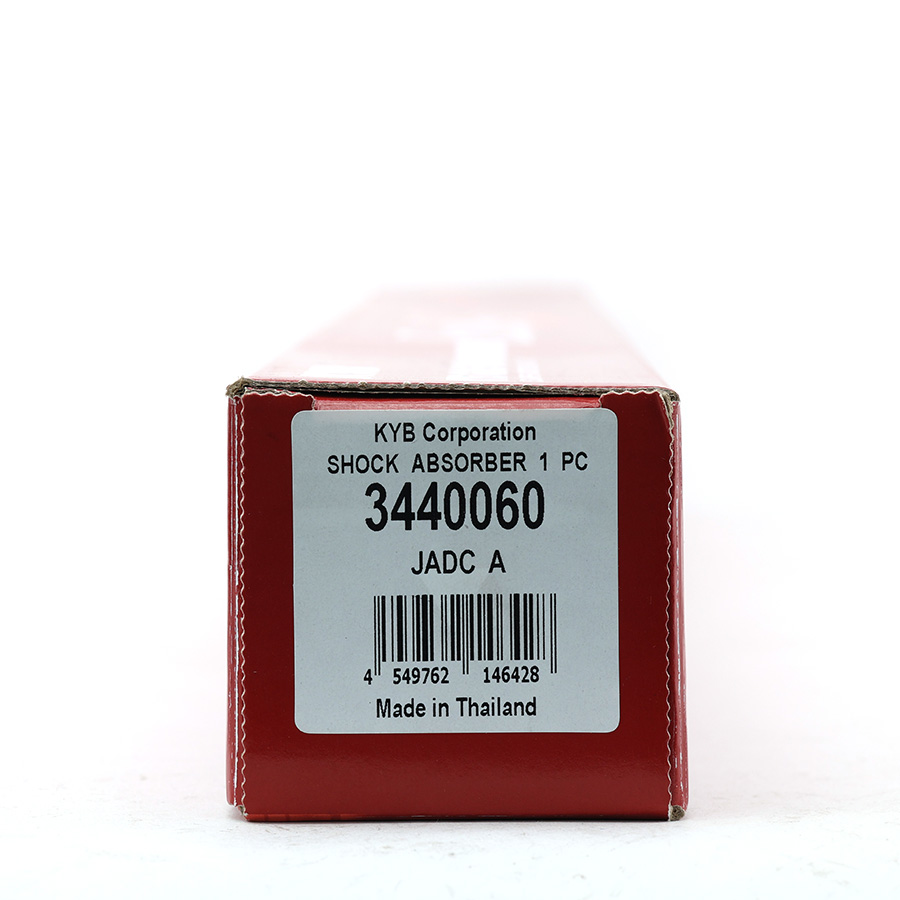 KYB Corporation
SHOCK ABSORBER 1 PC
3440060
JADC A
4 549762 146428
Made in Thailand